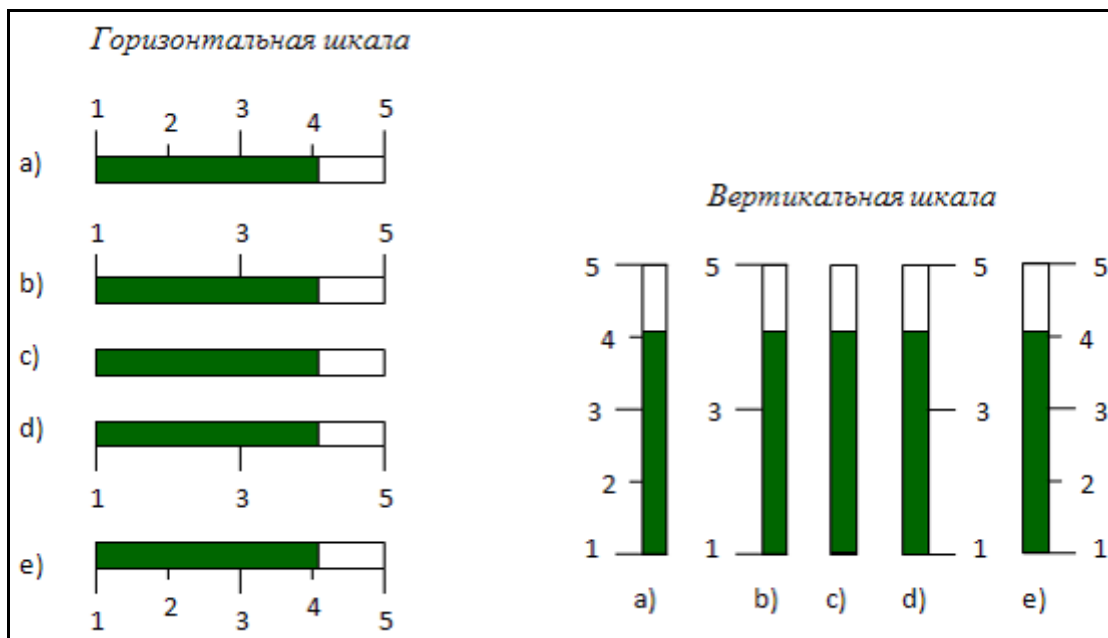 Горизонтальная шкала
1 2 3 4 5
a)
1 3 5
b)
c)
d)
1 3 5
e)
1 2 3 4 5
Вертикальная шкала
5 5 5 5
4 4
3 3 3 3
2 2
1 1 1 1
a) b) c) d) e)